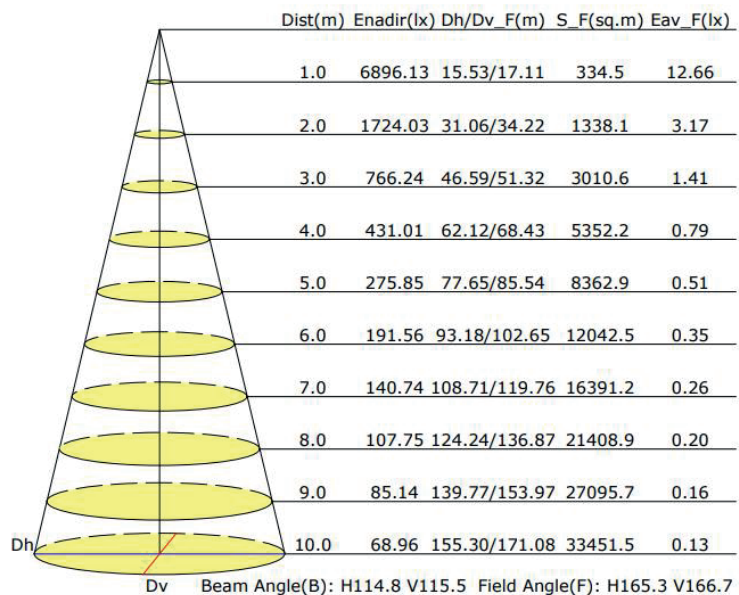 Dist(m) Enadir(lx) Dh/Dv_F(m) S_F(sq.m) Eav_F(lx)
1.0 6896.13 15.53/17.11 334.5 12.66
2.0 1724.03 31.06/34.22 1338.1 3.17
3.0 766.24 46.59/51.32 3010.6 1.41
4.0 431.01 62.12/68.43 5352.2 0.79
5.0 275.85 77.65/85.54 8362.9 0.51
6.0 191.56 93.18/102.65 12042.5 0.35
7.0 140.74 108.71/119.76 16391.2 0.26
8.0 107.75 124.24/136.87 21408.9 0.20
9.0 85.14 139.77/153.97 27095.7 0.16
Dh 10.0 68.96 155.30/171.08 33451.5 0.13
Dv Beam Angle(B): H114.8 V115.5 Field Angle(F): H165.3 V166.7